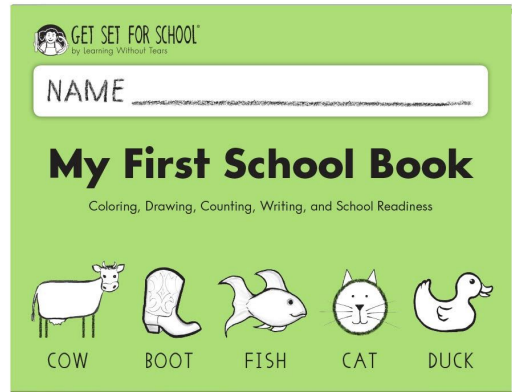 GET SET FOR SCHOOL®
by Learning Without Tears
NAME
My First School Book
Coloring, Drawing, Counting, Writing, and School Readiness
COW BOOT FISH CAT DUCK